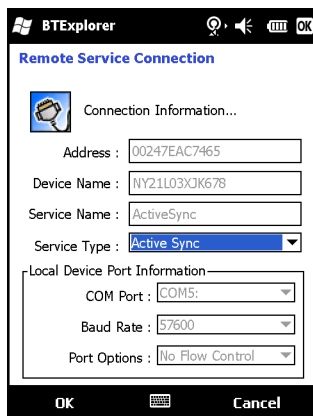 BTExplorer OK
Remote Service Connection
Connection Information...
Address : 00247EAC7465
Device Name : NY21L03XJK678
Service Name : ActiveSync
Service Type : Active Sync
Local Device Port Information
COM Port : COM5:
Baud Rate : 57600
Port Options : No Flow Control
OK Cancel